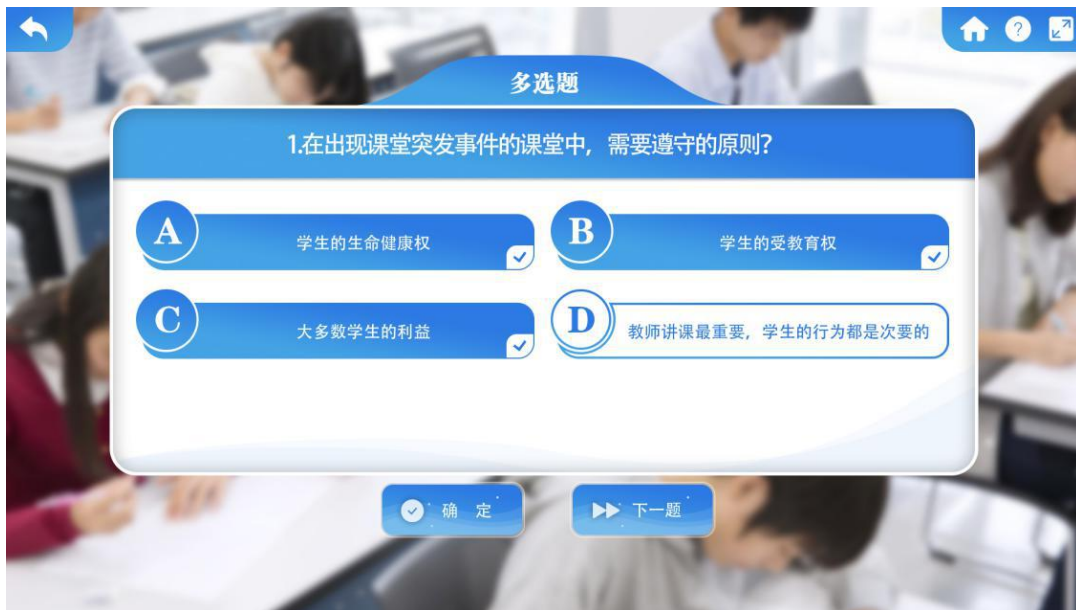 多选题
1.在出现课堂突发事件的课堂中，需要遵守的原则？
A 学生的生命健康权
B 学生的受教育权
C 大多数学生的利益
D 教师讲课最重要，学生的行为都是次要的
确 定
下一题